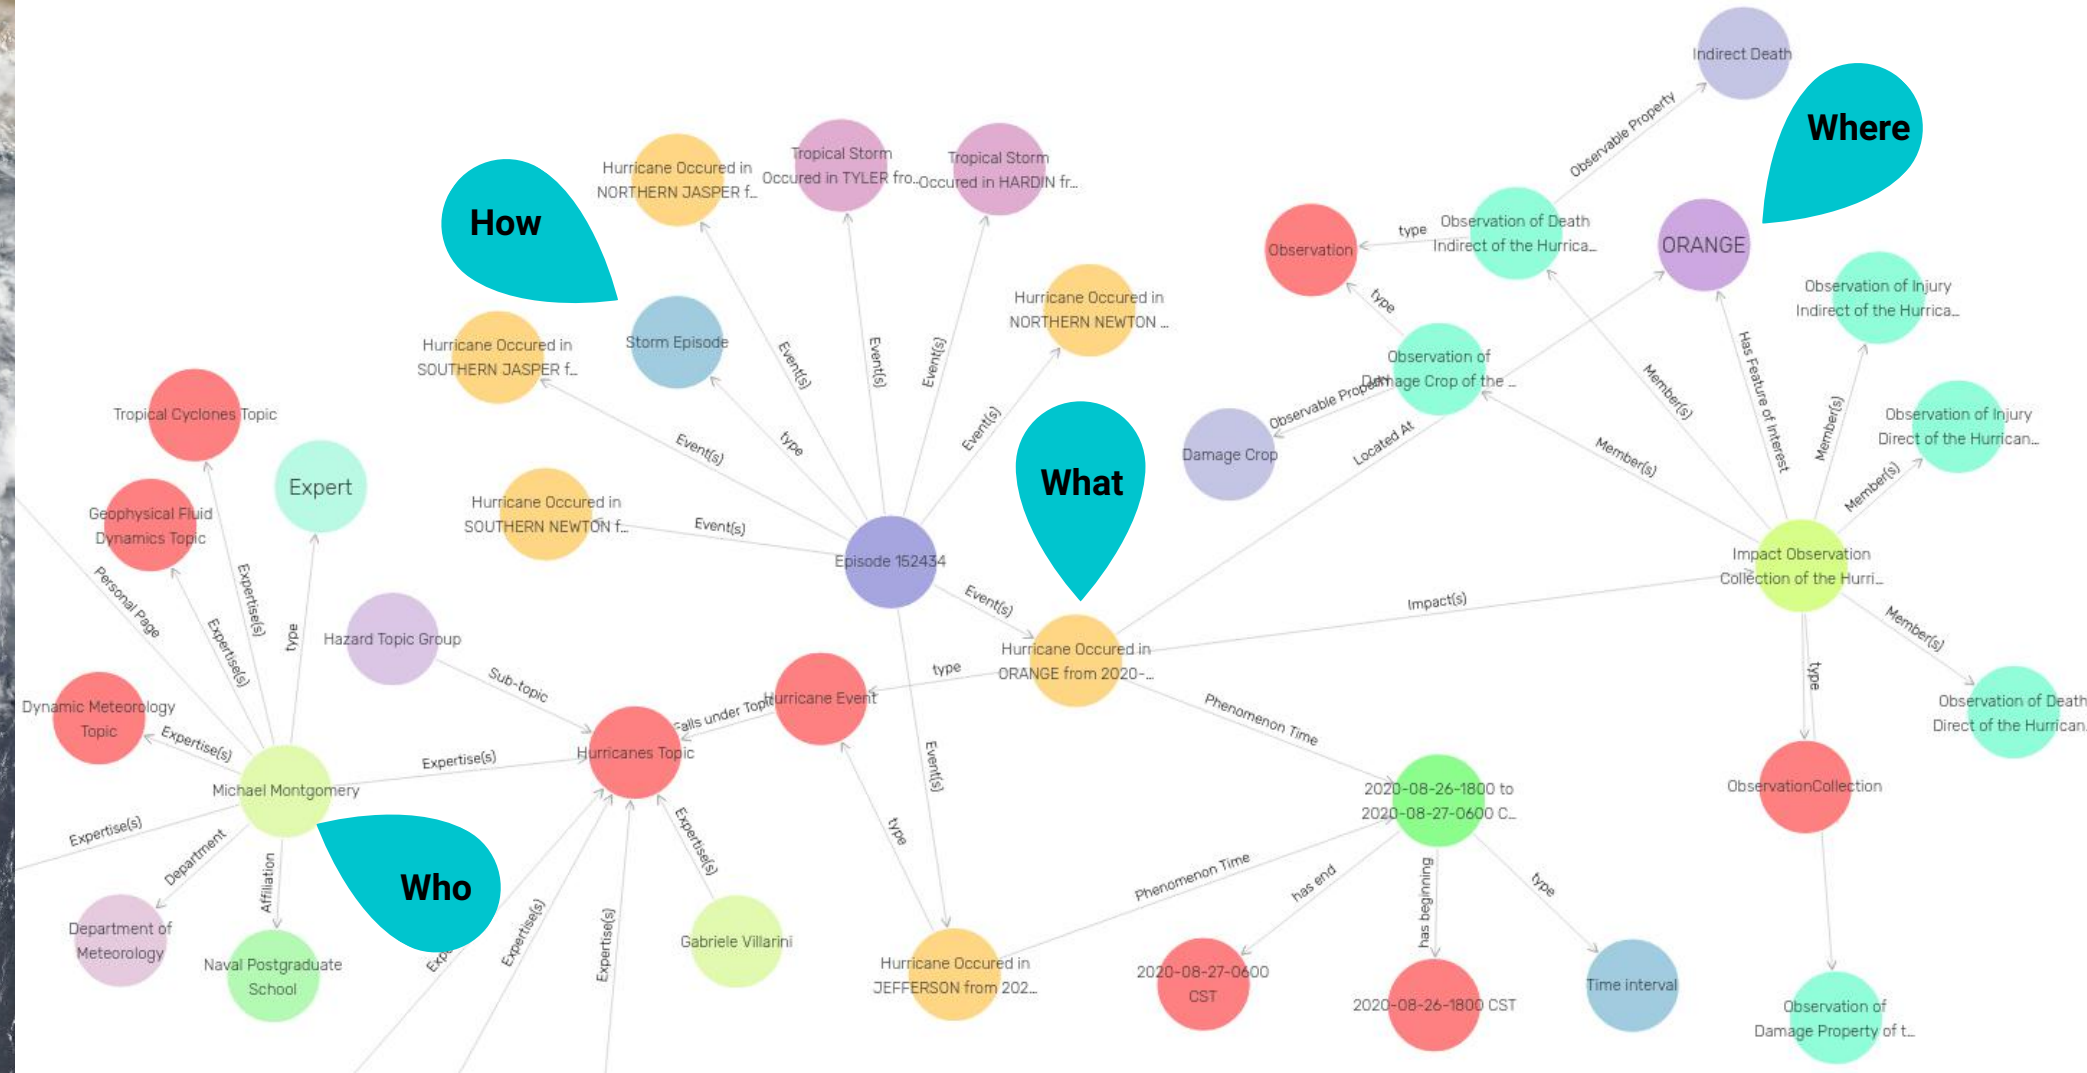 Indirect Death
Where
Observable Property
Tropical Storm
Occured in TYLER fro...
Tropical Storm
Occured in HARDIN fr...
Hurricane Occured in
NORTHERN JASPER f...
How
Observation of Death
Indirect of the Hurrica...
type
Observation
ORANGE
type
Observation of Injury
Indirect of the Hurrica...
Hurricane Occured in
NORTHERN NEWTON ...
Storm Episode
Hurricane Occured in
SOUTHERN JASPER f...
Event(s)
Event(s)
Event(s)
Event(s)
Event(s)
type
Event(s)
Observation of
Damage Crop of the ...
Observable Property
Damage Crop
Located At
Member(s)
Has Feature of Interest
Member(s)
Member(s)
Member(s)
Observation of Injury
Direct of the Hurrican...
Tropical Cyclones Topic
Expert
Geophysical Fluid
Dynamics Topic
Hurricane Occured in
SOUTHERN NEWTON f...
What
Episode 152434
Event(s)
Impact Observation
Collection of the Hurri...
Impact(s)
Member(s)
type
Personal Page
Expertise(s)
Expertise(s)
type
Hazard Topic Group
Sub-topic
Hurricane Occured in
ORANGE from 2020-...
type
Hurricane Event
Falls under Topic
Hurricanes Topic
Dynamic Meteorology
Topic
Expertise(s)
Expertise(s)
Michael Montgomery
Phenomenon Time
Event(s)
Observation of Death
Direct of the Hurrican.
2020-08-26-1800 to
2020-08-27-0600 C...
ObservationCollection
Expertise(s)
Department
Affiliation
Who
Expertise(s)
type
Phenomenon Time
has end
has beginning
type
Department of
Meteorology
Naval Postgraduate
School
Expertise(s)
Expertise(s)
Gabriele Villarini
Hurricane Occured in
JEFFERSON from 202...
2020-08-27-0600
CST
2020-08-26-1800 CST
Time interval
Observation of
Damage Property of t...